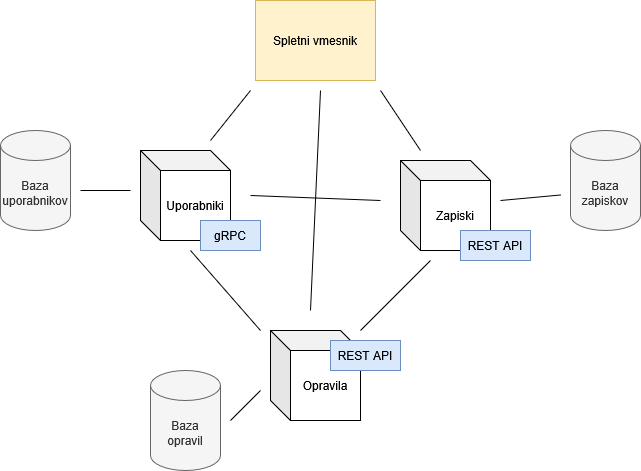 Spletni vmesnik
Baza
uporabnikov
Uporabniki
gRPC
Zapiski
REST API
Baza
zapiskov
REST API
Opravila
Baza
opravil